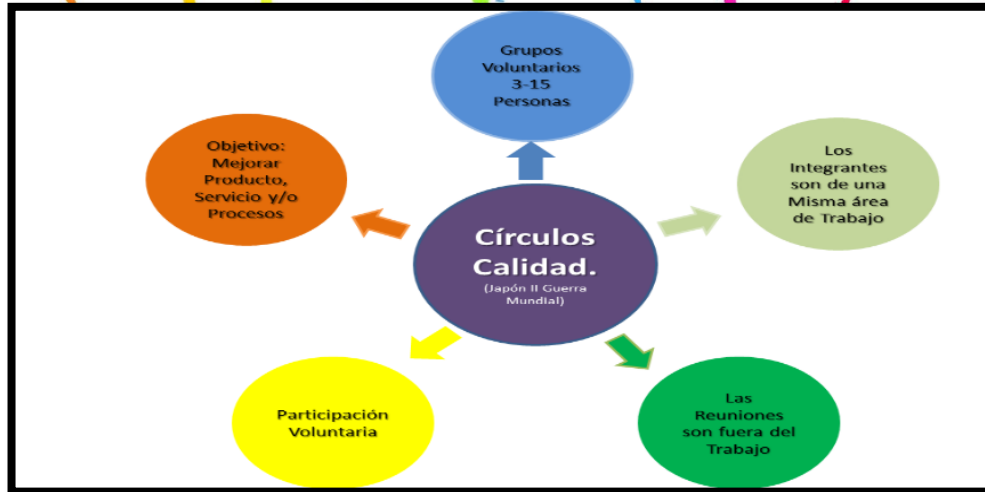 Grupos
Voluntarios
3-15
Personas
Objetivo:
Mejorar
Producto,
Servicio y/o
Procesos
Los
Integrantes
son de una
Misma área
de Trabajo
Círculos
Calidad.
(Japón II Guerra
Mundial)
Participación
Voluntaria
Las
Reuniones
son fuera del
Trabajo